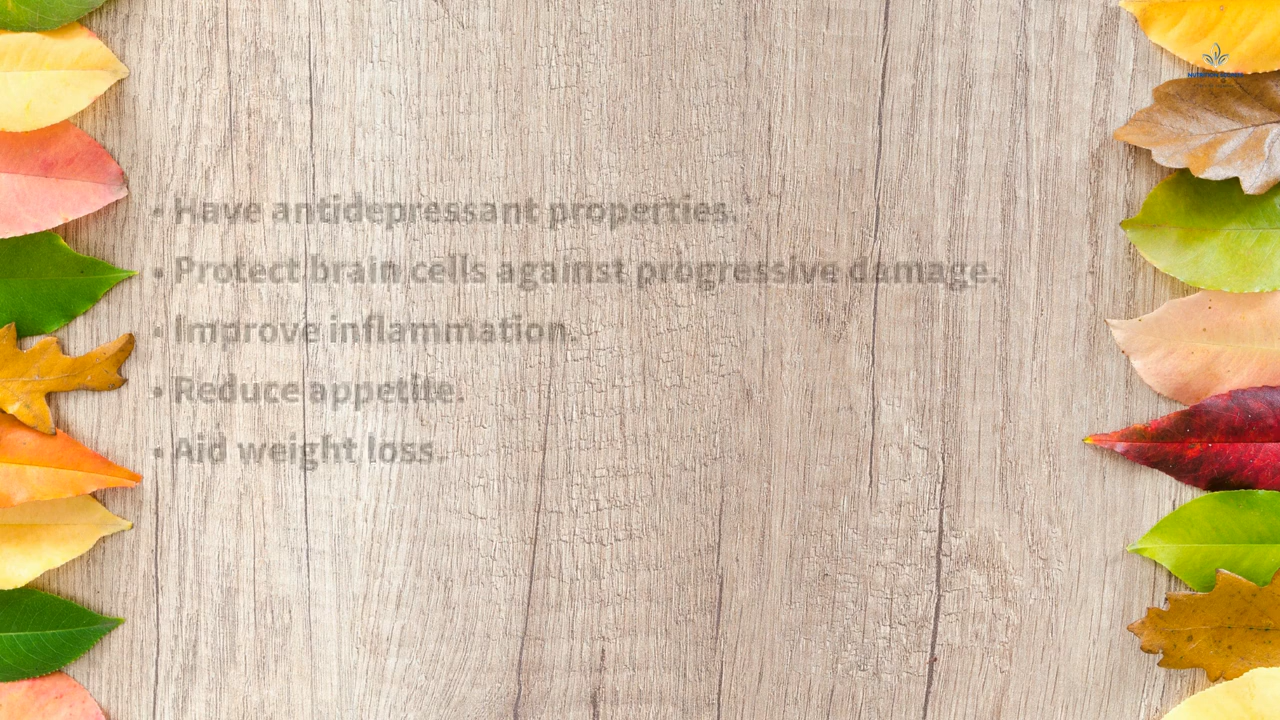 • Have antidepressant properties.
• Protect brain cells against progressive damage.
• Improve inflammation.
• Reduce appetite.
• Aid weight loss.